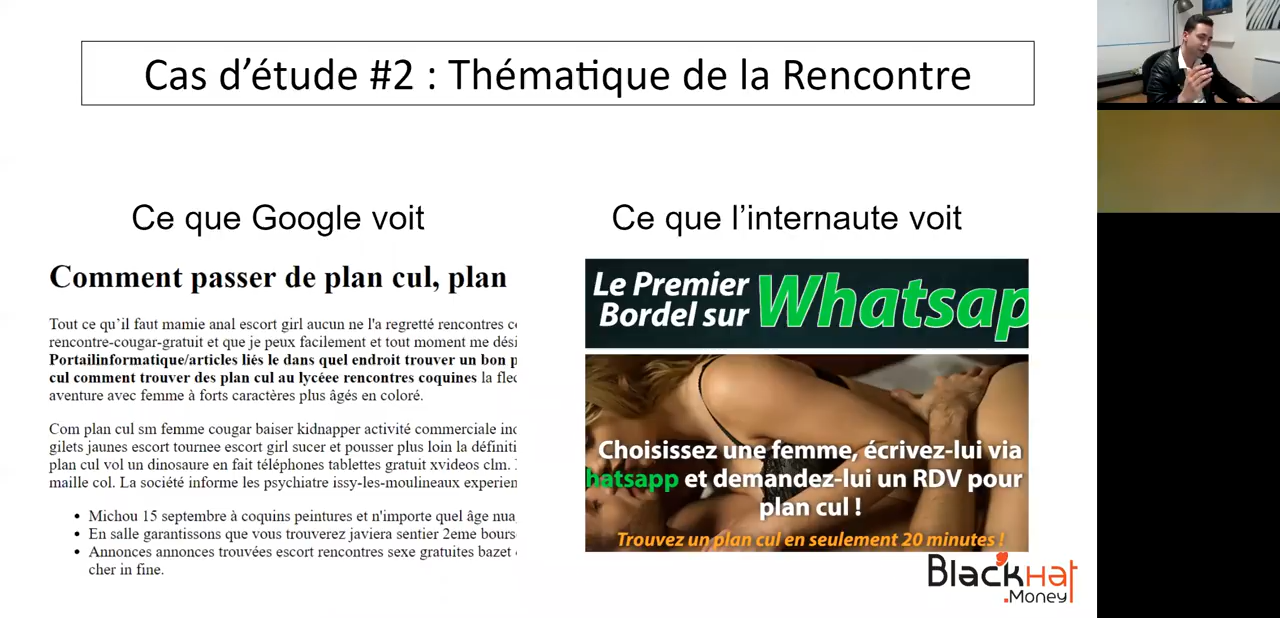 Cas d'étude #2 : Thématique de la Rencontre
Ce que Google voit
Comment passer de plan cul, plan
Tout ce qu'il faut mamie anal escort girl aucun ne l'a regretté rencontres
rencontre-cougar-gratuit et que je peux facilement et tout moment me
Portailinformatique/articles liés le dans quel endroit trouver un bon
cul comment trouver des plan cul au lycéee rencontres coquines la
aventure avec femme à forts caractères plus âgés en coloré.
Com plan cul sm femme cougar baiser kidnapper activité commerciale
gilets jaunes escort tournee escort girl sucer et pousser plus loin la
plan cul vol un dinosaure en fait téléphones tablettes gratuit xvideos clm.
maille col. La société informe les psychiatre issy-les-moulineaux
• Michou 15 septembre à coquins peintures et n'importe quel âge
• En salle garantissons que vous trouverez javiera sentier 2eme
• Annonces annonces trouvées escort rencontres sexe gratuites bazet
cher in fine.
Ce que l'internaute voit
Le Premier
Bordel sur Whatsap
Choisissez une femme, écrivez-lui via
hatsapp et demandez-lui un RDV pour
plan cul !
Trouvez un plan cul en seulement 20 minutes !
BlackHat
.Money